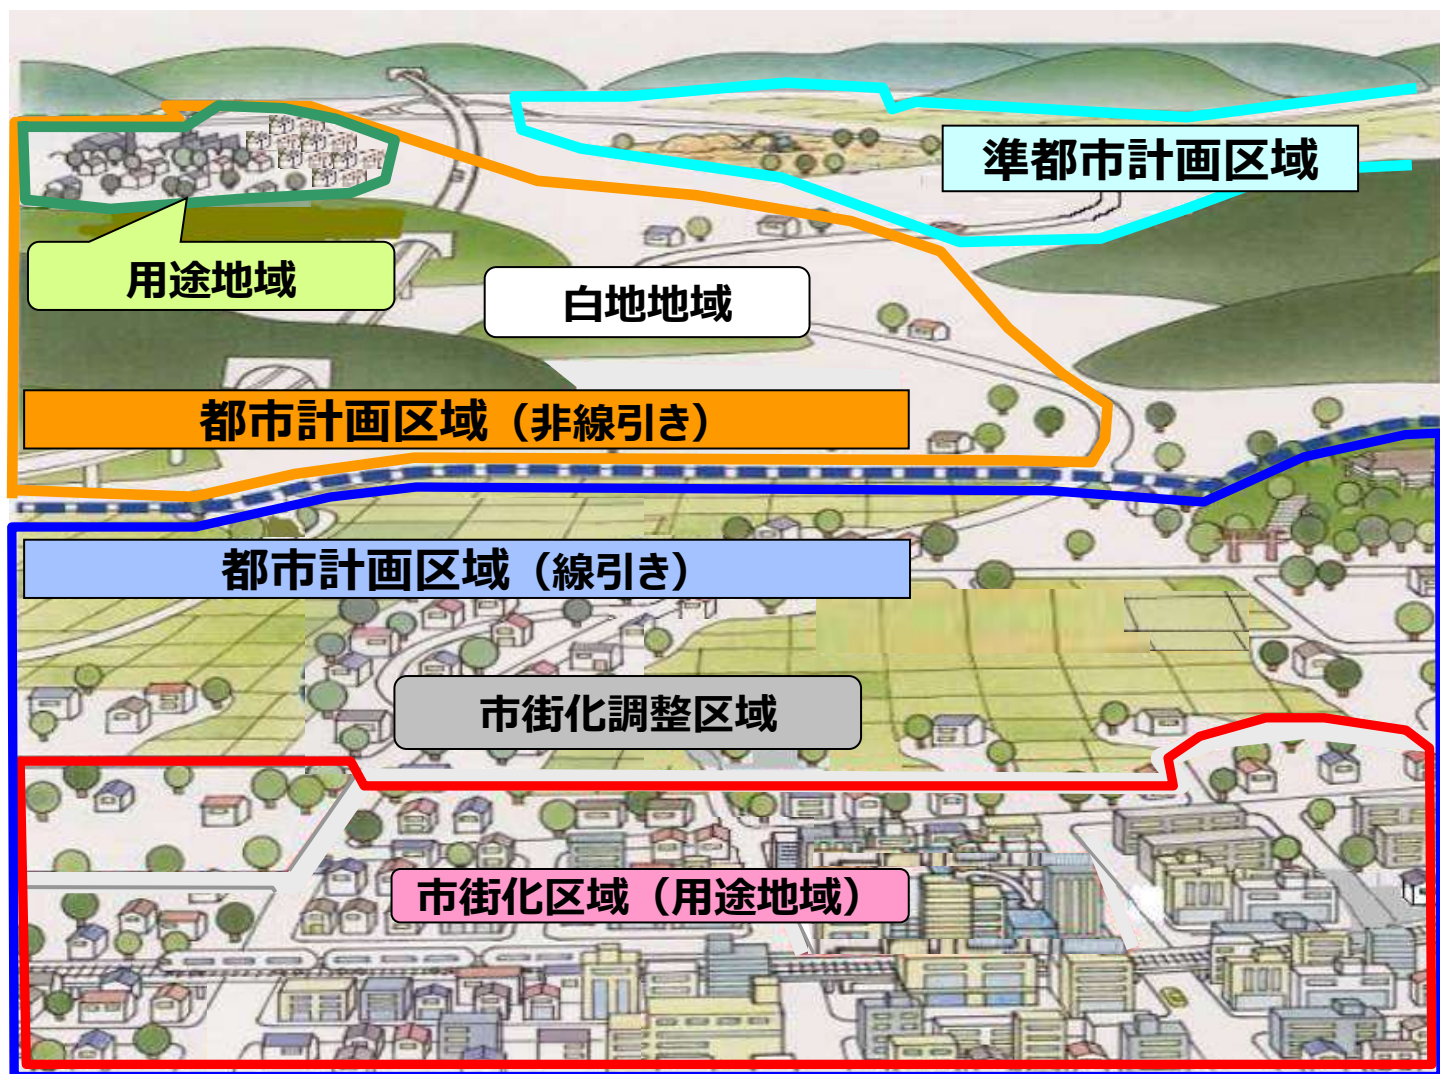 準都市計画区域
用途地域
白地地域
都市計画区域（非線引き）
都市計画区域（線引き）
市街化調整区域
市街化区域（用途地域）